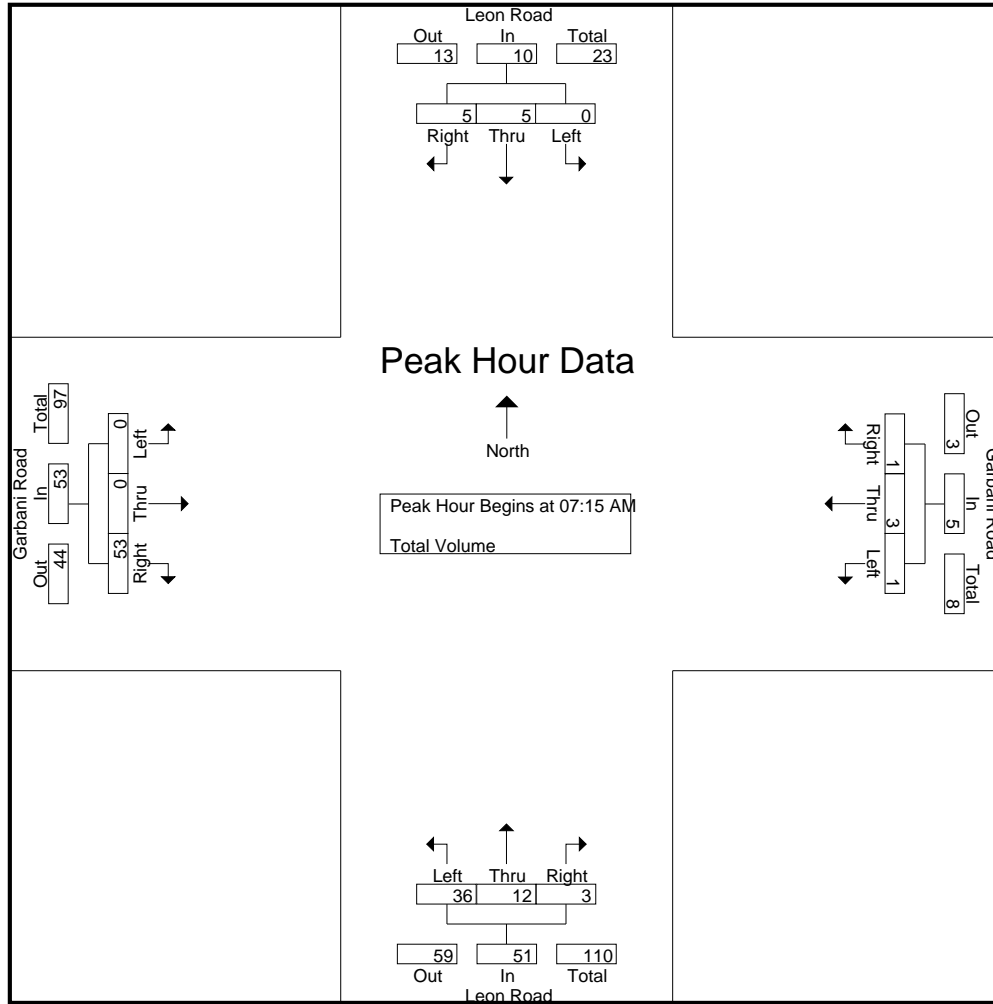 Leon Road
Out In Total
13 10 23
5 5 0
Right Thru Left
Peak Hour Data
North
Peak Hour Begins at 07:15 AM
Total Volume
Garbani Road
Out In Total
44 53 97
53 0 0
Right Thru Left
Garbani Road
Out In Total
3 5 8
1 3 1
Right Thru Left
Left Thru Right
36 12 3
59 51 110
Out In Total
Leon Road